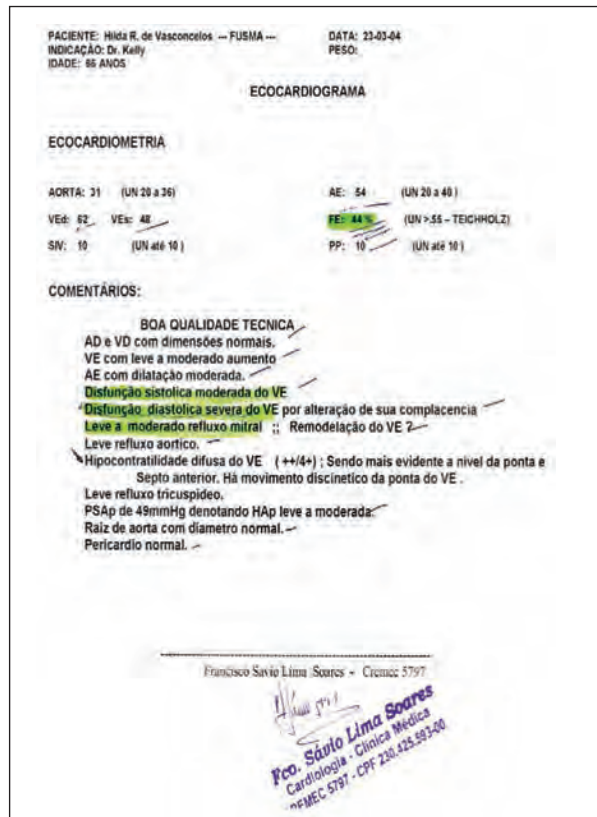 PACIENTE: Hilda R. de Vasconcelos --- FUSMA --- DATA: 23-03-04
INDICAÇÃO: Dr. Kelly PESO:
IDADE: 66 ANOS
ECOCARDIOGRAMA
ECOCARDIOMETRIA
AORTA: 31 (UN 20 a 36) AE: 54 (UN 20 a 40)
VEd: 62 VEs: 48 FE: 44 % (UN >.55 – TEICHHOLZ)
SIV: 10 (UN até 10) PP: 10 (UN até 10)
COMENTÁRIOS:
BOA QUALIDADE TECNICA
AD e VD com dimensões normais.
VE com leve a moderado aumento
AE com dilatação moderada.
Disfunção sistolica moderada do VE
Disfunção diastolica severa do VE por alteração de sua complacencia
Leve a moderado refluxo mitral ;; Remodelação do VE 2
Leve refluxo aortico.
Hipocontratilidade difusa do VE (++/4+) ; Sendo mais evidente a nivel da ponta e
Septo anterior. Há movimento discinetico da ponta do VE .
Leve refluxo tricuspideo.
PSAp de 49mmHg denotando HAp leve a moderada.
Raiz de aorta com diametro normal.
Pericardio normal.
Francisco Savio Lima Soares - Cremec 5797
Fco. Sávio Lima Soares
Cardiologia - Clínica Médica
REMEC 5797 - CPF 230.425.593-00